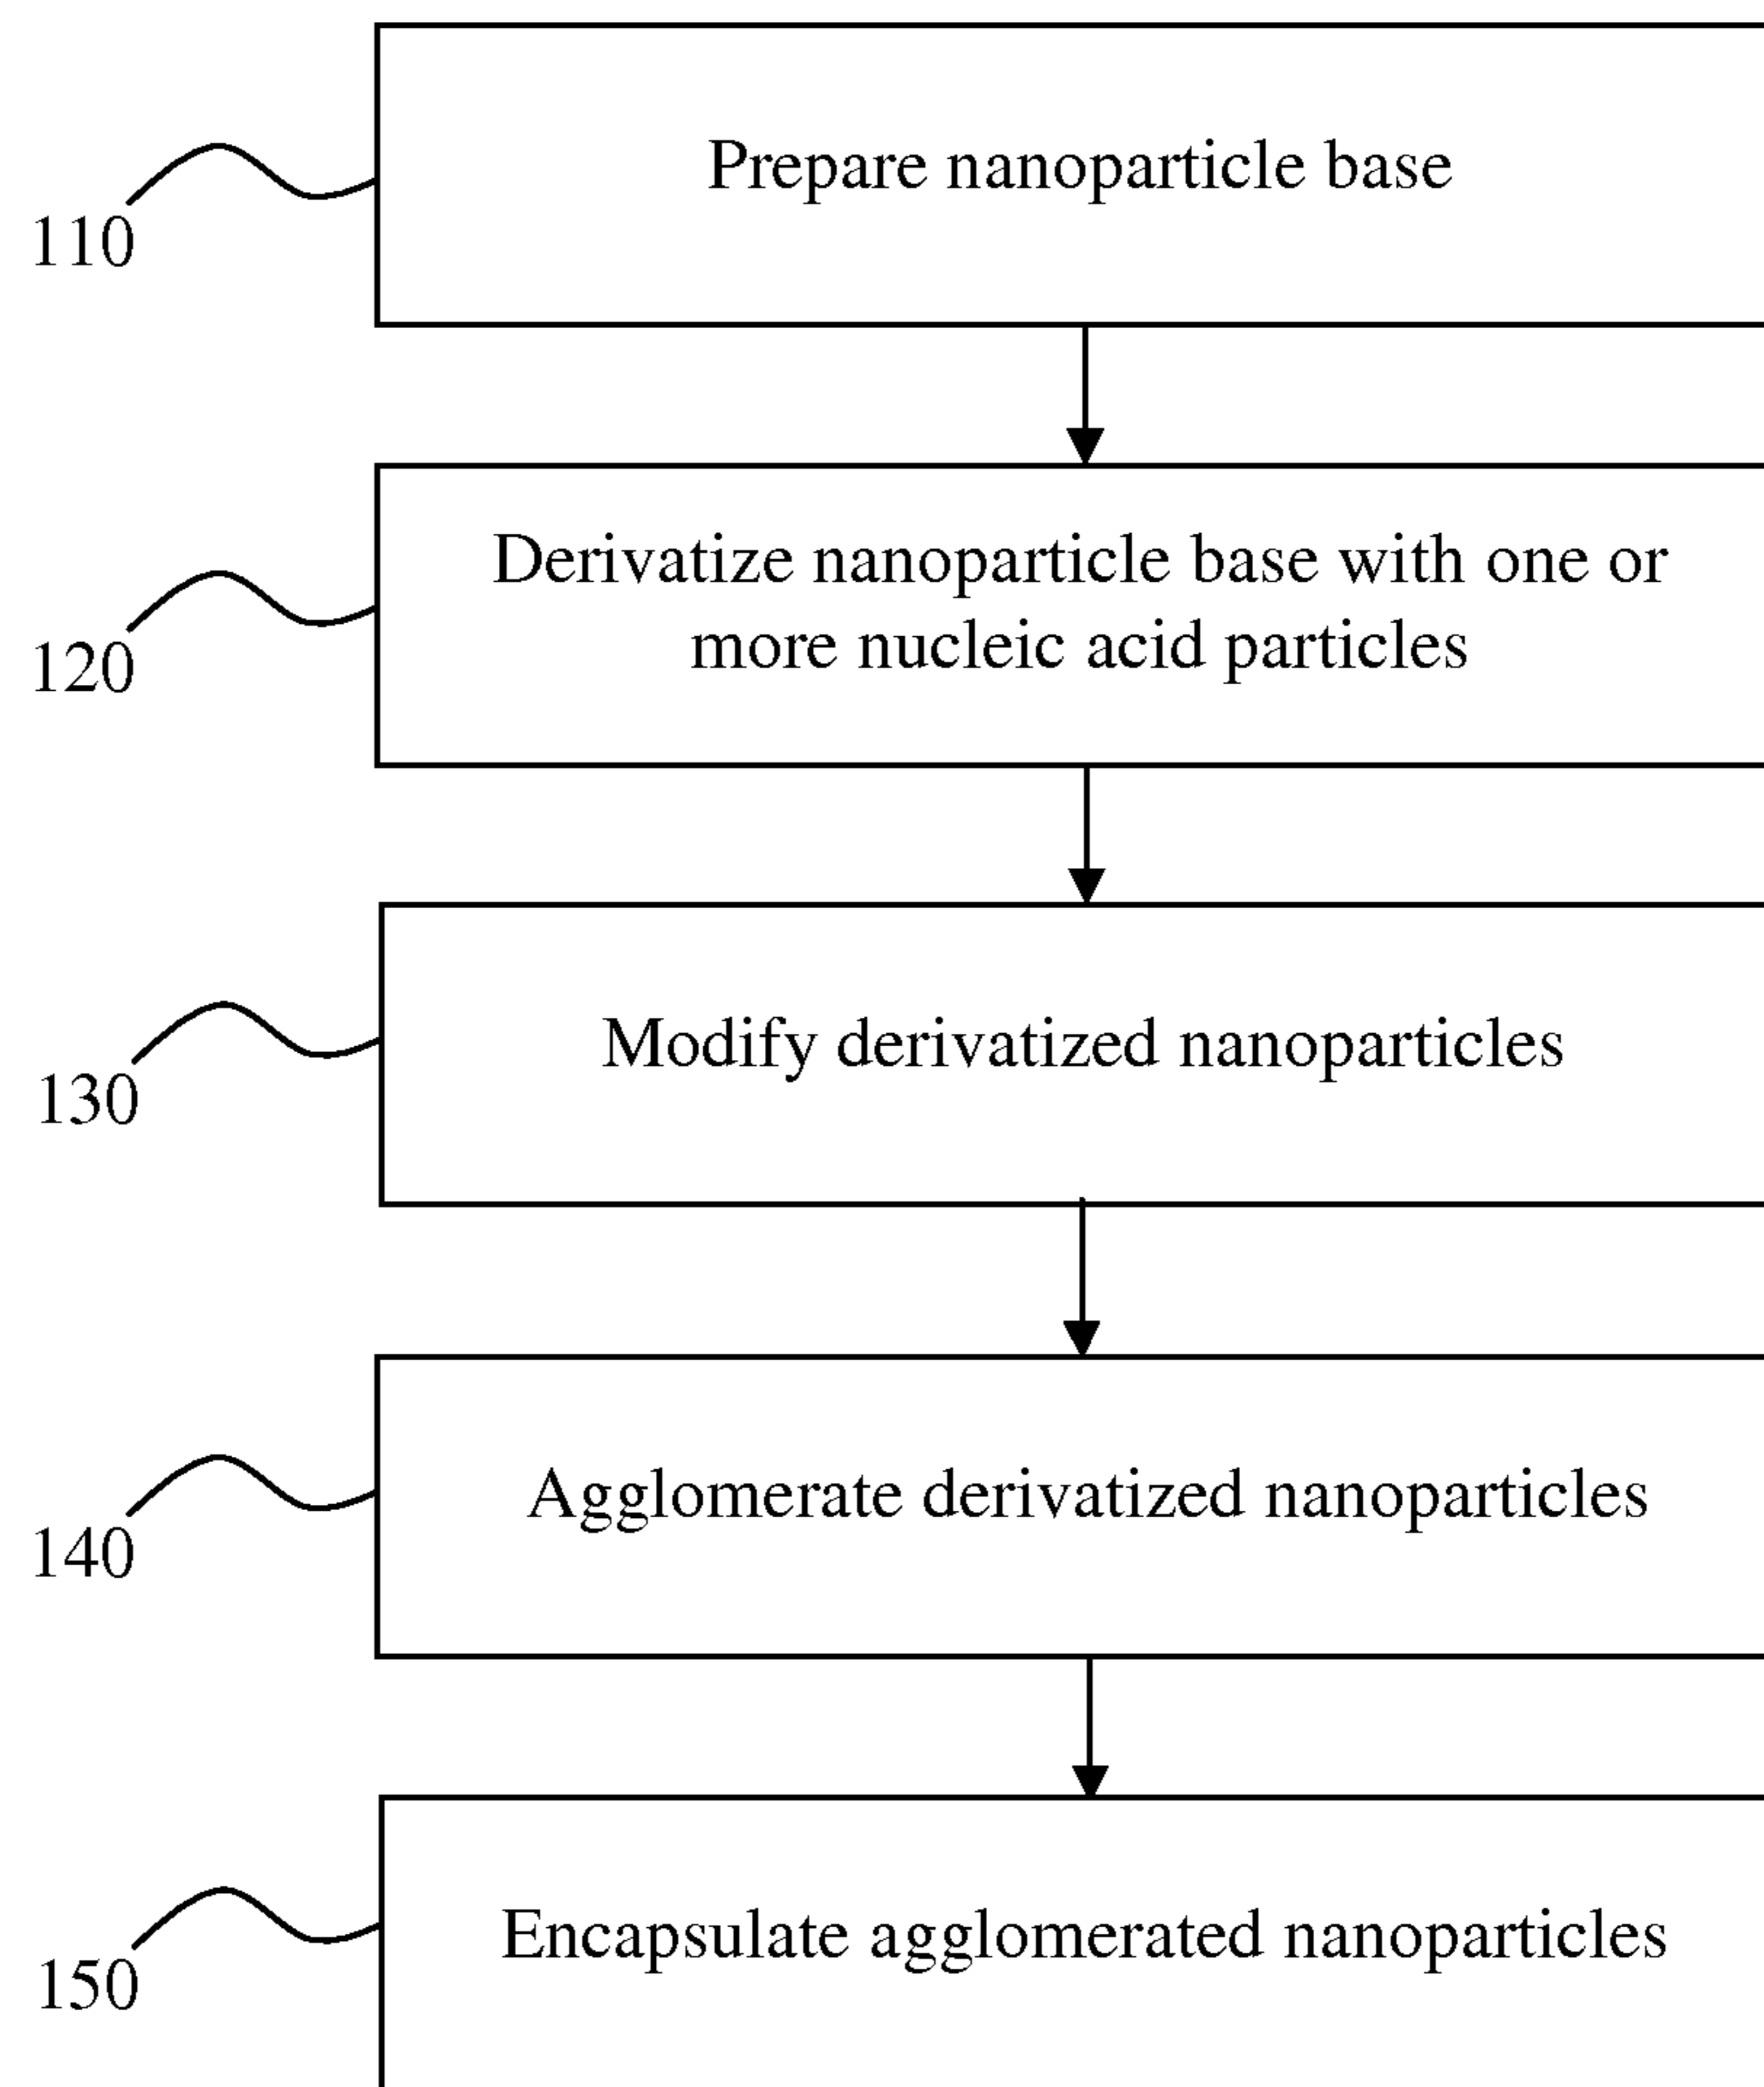 Prepare nanoparticle base
110
Derivatize nanoparticle base with one or
more nucleic acid particles
120
Modify derivatized nanoparticles
130
Agglomerate derivatized nanoparticles
140
Encapsulate agglomerated nanoparticles
150